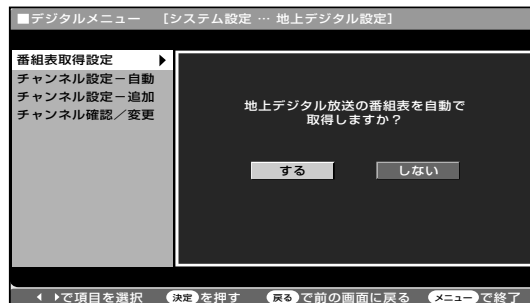 ■デジタルメニュー [システム設定 … 地上デジタル設定]
番組表取得設定
チャンネル設定－自動
チャンネル設定－追加
チャンネル確認／変更
地上デジタル放送の番組表を自動で
取得しますか？
する しない
で項目を選択 決定 を押す 戻る で前の画面に戻る メニュー で終了